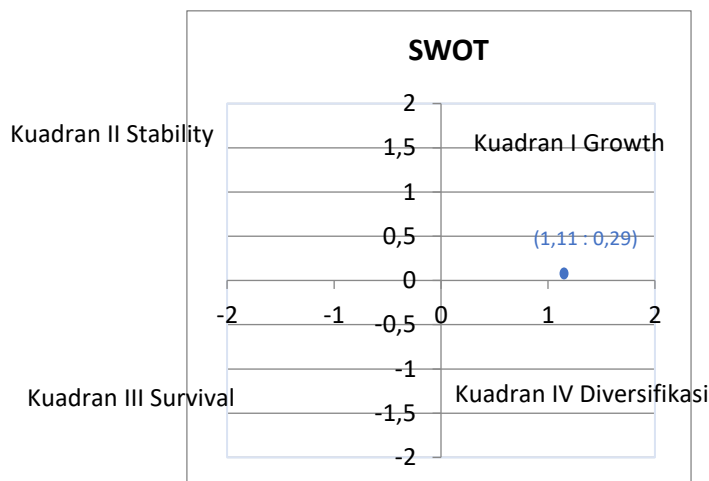 SWOT
2
Kuadran II Stability
1,5
Kuadran I Growth
1
0,5
(1,11 : 0,29)
0
-2
-1
0
1
2
-0,5
-1
Kuadran III Survival
Kuadran IV Diversifikasi
-1,5
-2